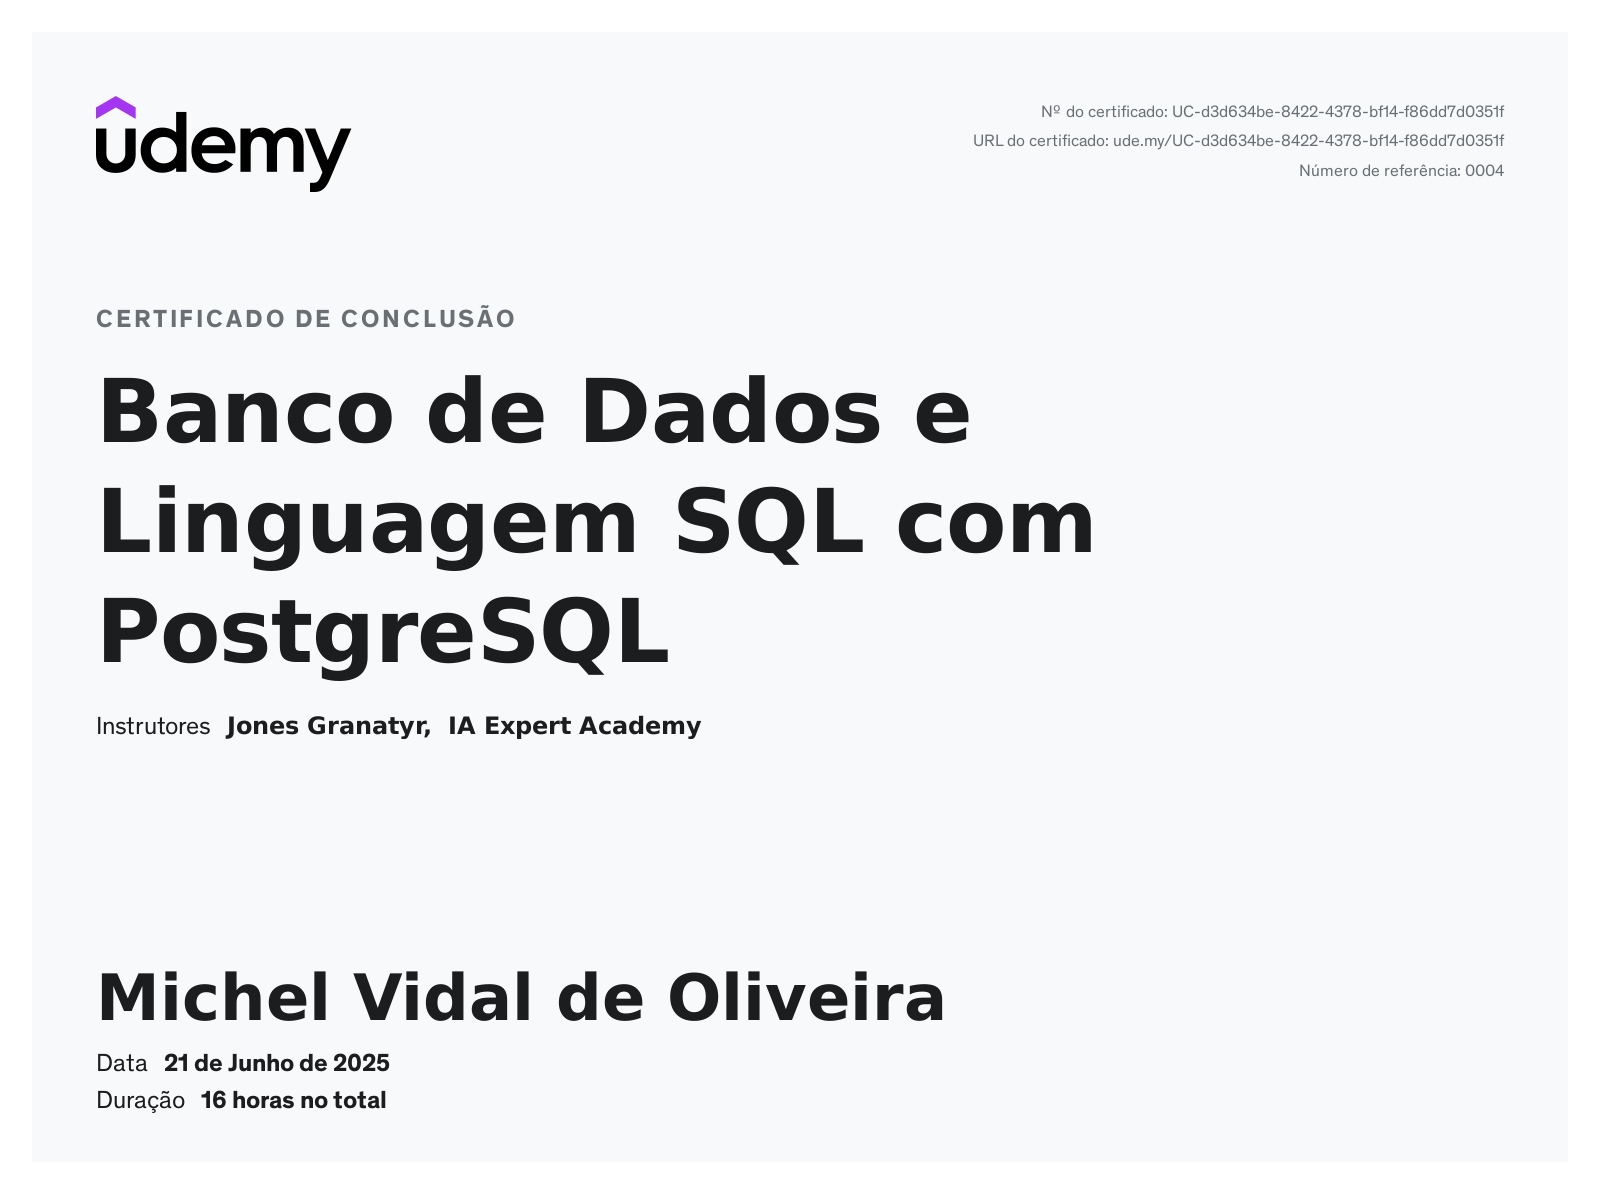 udemy
Nº do certificado: UC-d3d634be-8422-4378-bf14-f86dd7d0351f
URL do certificado: ude.my/UC-d3d634be-8422-4378-bf14-f86dd7d0351f
Número de referência: 0004
CERTIFICADO DE CONCLUSÃO
Banco de Dados e
Linguagem SQL com
PostgreSQL
Instrutores Jones Granatyr, IA Expert Academy
Michel Vidal de Oliveira
Data 21 de Junho de 2025
Duração 16 horas no total